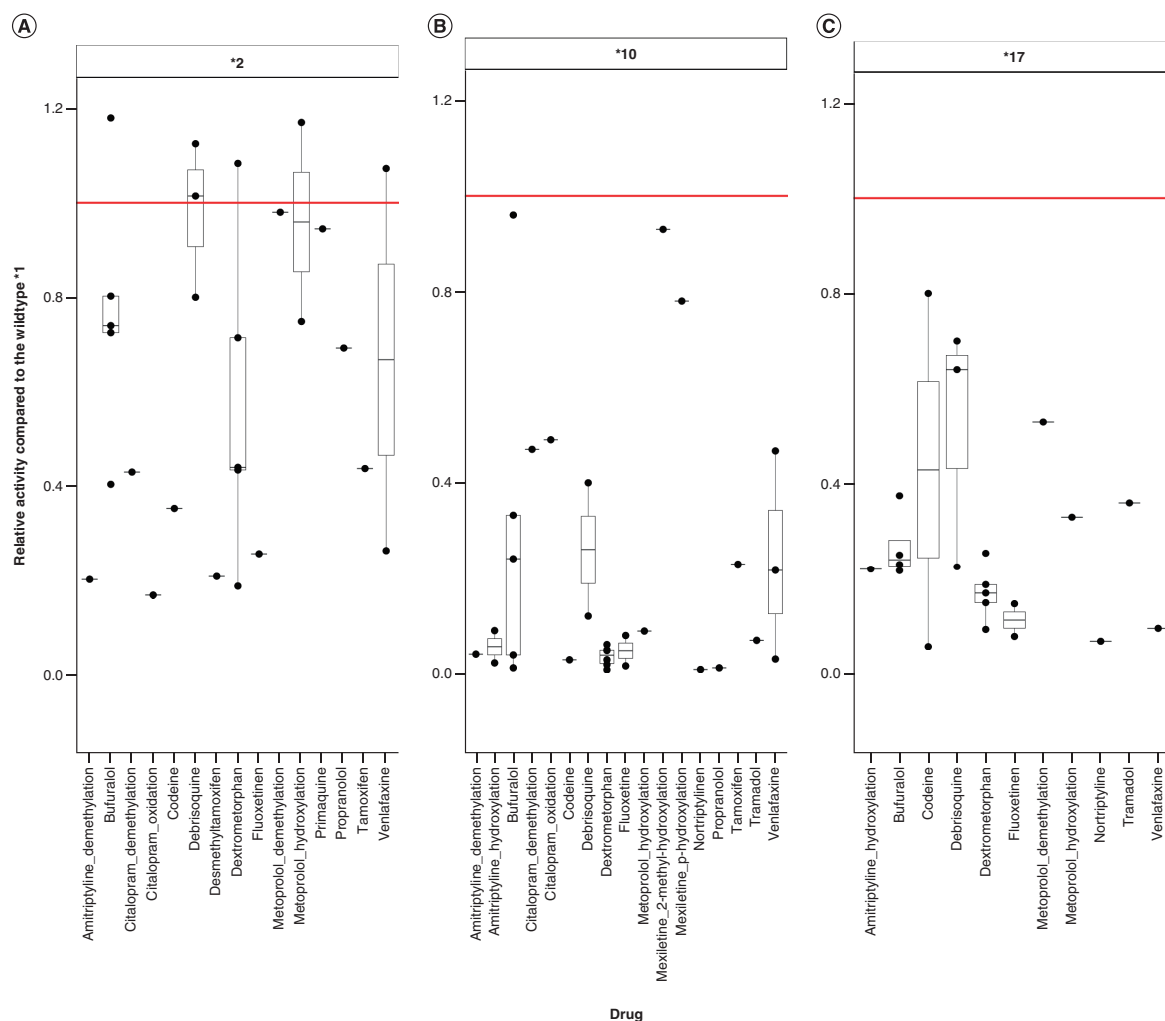 A
*2
Relative activity compared to the wildtype *1
1.2
0.8
0.4
0.0
Amitriptyline_demethylation
Bufuralol
Citalopram_demethylation
Citalopram_oxidation
Codeine
Debrisoquine
Desmethyltamoxifen
Dextrometorphan
Fluoxetinen
Metoprolol_demethylation
Metoprolol_hydroxylation
Primaquine
Propranolol
Tamoxifen
Venlafaxine
B
*10
1.2
0.8
0.4
0.0
Amitriptyline_demethylation
Amitriptyline_hydroxylation
Bufuralol
Citalopram_demethylation
Citalopram_oxidation
Codeine
Debrisoquine
Dextrometorphan
Fluoxetine
Metoprolol_hydroxylation
Mexiletine_2-methyl-hydroxylation
Mexiletine_p-hydroxylation
Nortriptylinen
Propranolol
Tamoxifen
Tramadol
Venlafaxine
C
*17
1.2
0.8
0.4
0.0
Amitriptyline_hydroxylation
Bufuralol
Codeine
Debrisoquine
Dextrometorphan
Fluoxetinen
Metoprolol_demethylation
Metoprolol_hydroxylation
Nortriptyline
Tramadol
Venlafaxine
Drug